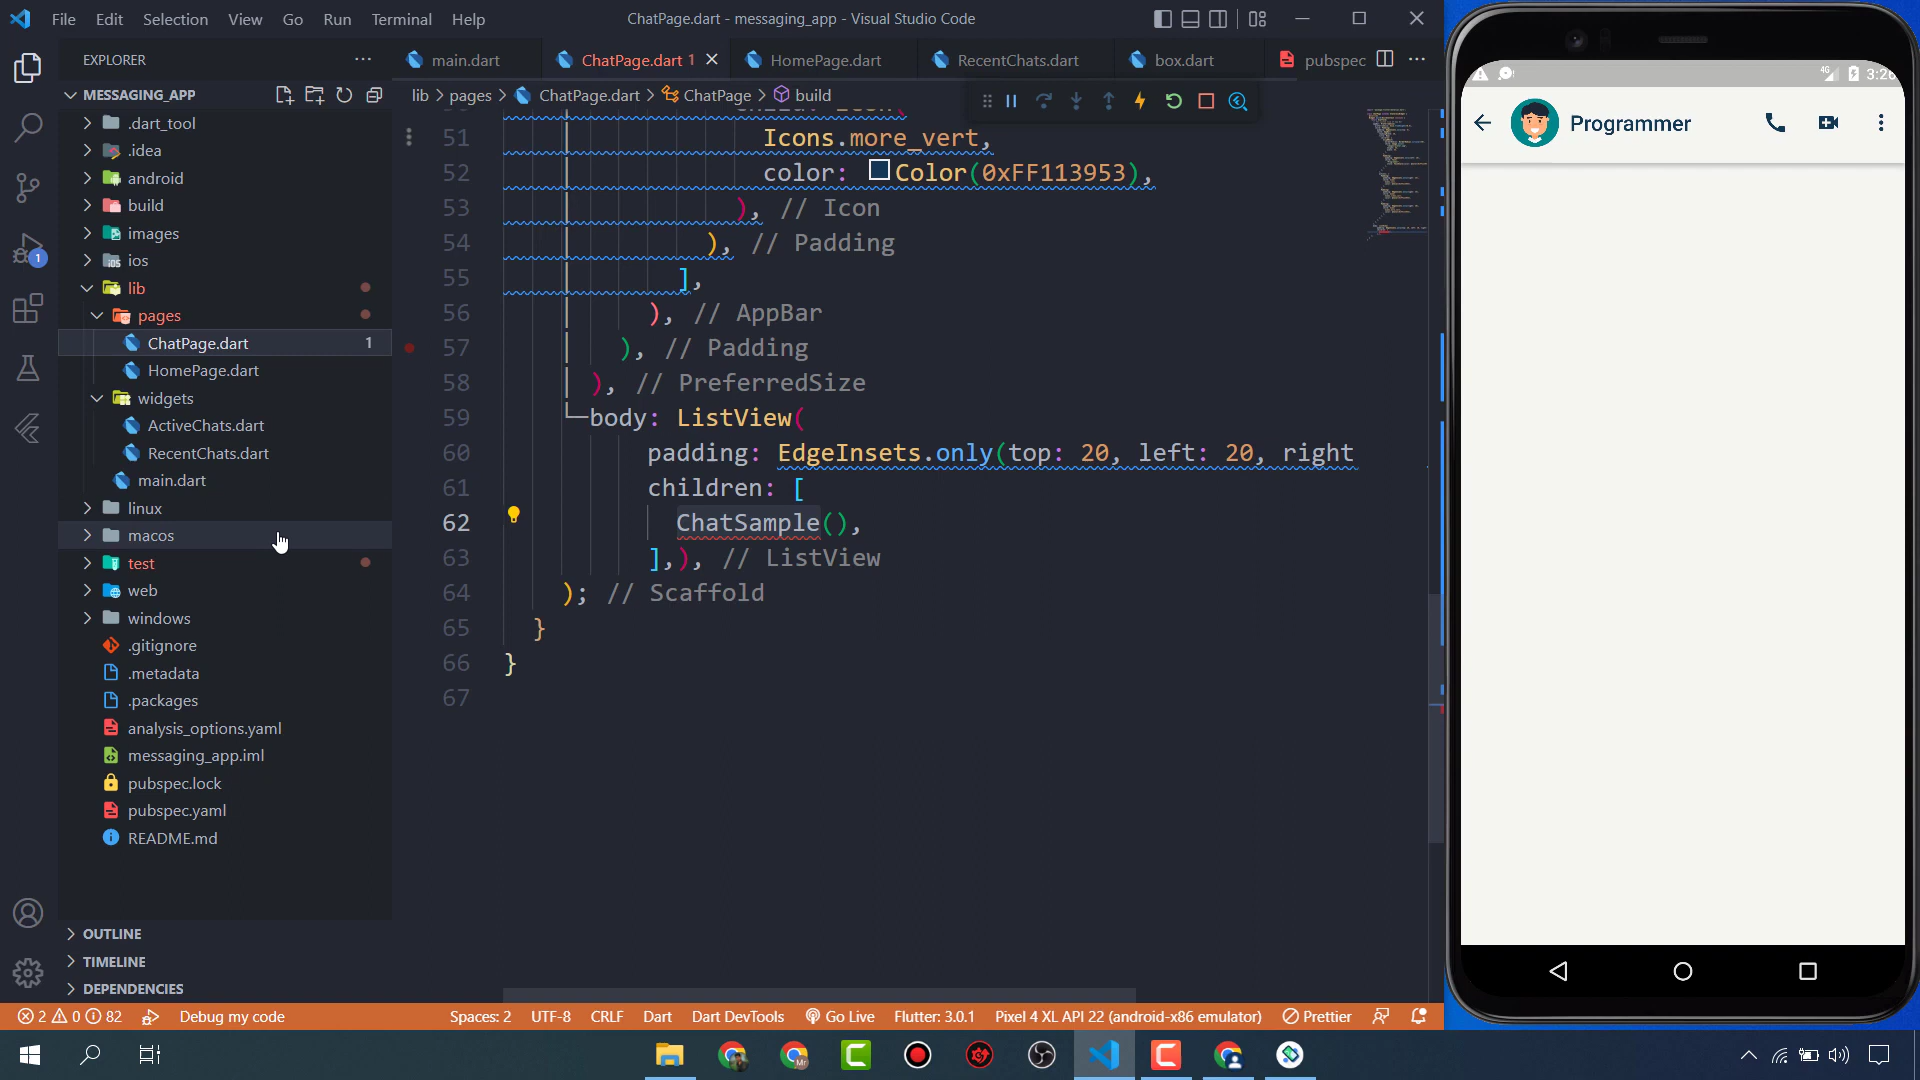 File Edit Selection View Go Run Terminal Help
ChatPage.dart - messaging_app - Visual Studio Code
EXPLORER
main.dart
ChatPage.dart 1
HomePage.dart
RecentChats.dart
box.dart
pubspec
MESSAGING_APP
lib > pages > ChatPage.dart > ChatPage > build
.dart_tool
.idea
android
build
images
ios
lib
pages
ChatPage.dart 1
HomePage.dart
widgets
ActiveChats.dart
RecentChats.dart
main.dart
linux
macos
test
web
windows
.gitignore
.metadata
.packages
analysis_options.yaml
messaging_app.iml
pubspec.lock
pubspec.yaml
README.md
OUTLINE
TIMELINE
DEPENDENCIES
1
51 Icons.more_vert,
52 color: Color(0xFF113953),
53 ), // Icon
54 ), // Padding
55 ],
56 ), // AppBar
57 ), // Padding
58 ), // PreferredSize
59 body: ListView(
60 padding: EdgeInsets.only(top: 20, left: 20, right
61 children: [
62 ChatSample(),
63 ],), // ListView
64 ); // Scaffold
65 }
66 }
67
4G 3:26
Programmer
2 0 82 Debug my code
Spaces: 2 UTF-8 CRLF Dart Dart DevTools Go Live Flutter: 3.0.1 Pixel 4 XL API 22 (android-x86 emulator) Prettier